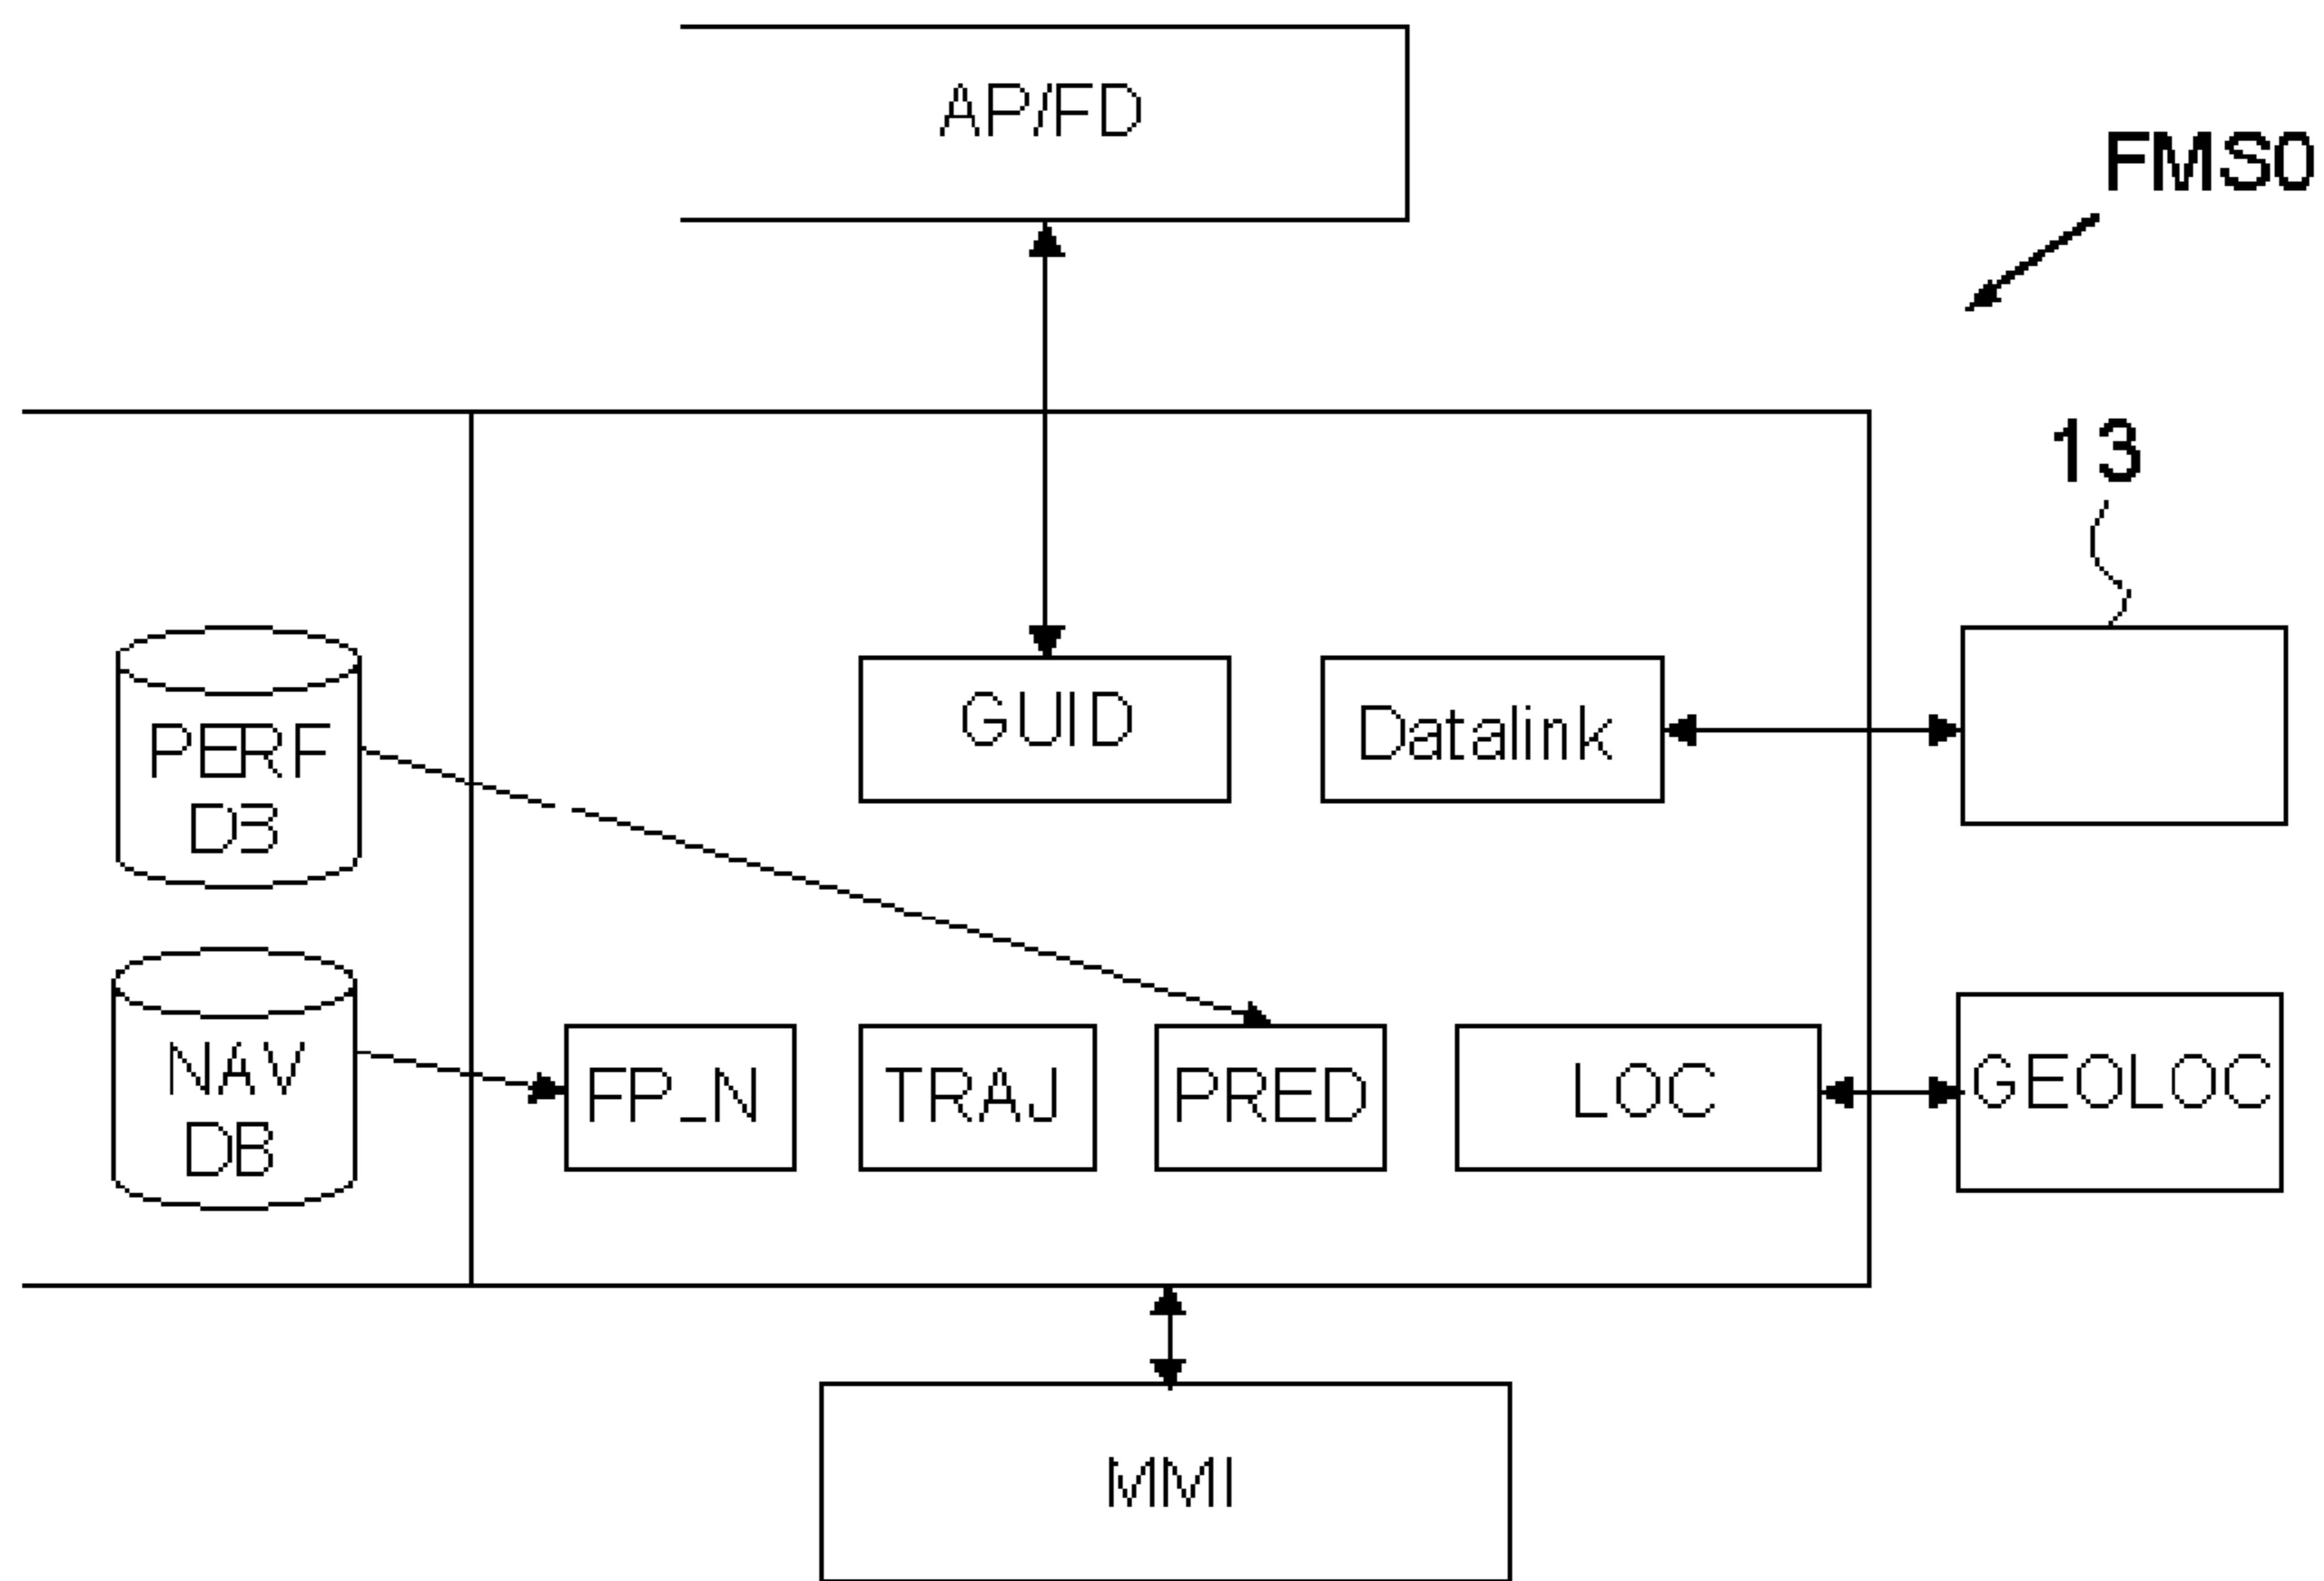 AP/FD
FMS0
13
PERF
DB
GUID
Datalink
NAV
DB
FP_N
TRAJ
PRED
LOC
GEOLOC
MMI